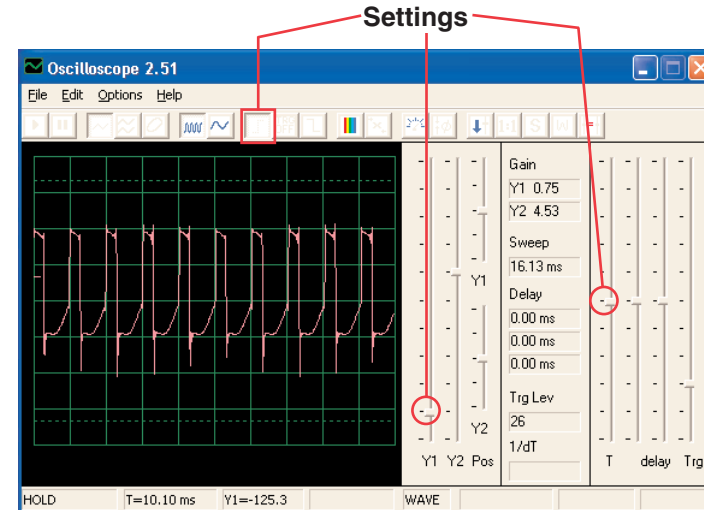 Settings
Oscilloscope 2.51
File Edit Options Help
1:1 S W
Gain
Y1 0.75
Y2 4.53
Sweep
16.13 ms
Y1
Delay
0.00 ms
0.00 ms
0.00 ms
Trg Lev
26
Y2
1/dT
Y1 Y2 Pos
T delay Trg
HOLD T=10.10 ms Y1=-125.3 WAVE